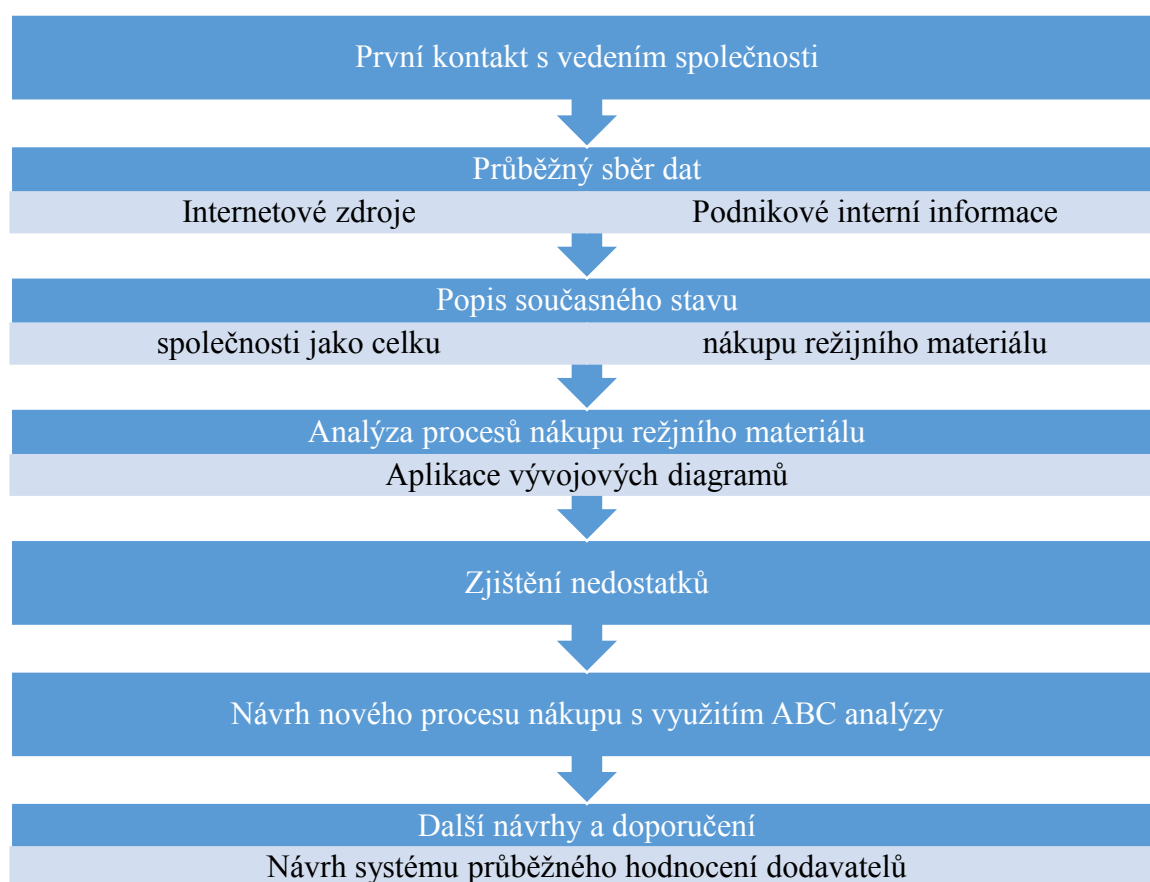 První kontakt s vedením společnosti
Průběžný sběr dat
Internetové zdroje
Podnikové interní informace
Popis současného stavu
společnosti jako celku
nákupu režijního materiálu
Analýza procesů nákupu režjního materiálu
Aplikace vývojových diagramů
Zjištění nedostatků
Návrh nového procesu nákupu s využitím ABC analýzy
Další návrhy a doporučení
Návrh systému průběžného hodnocení dodavatelů